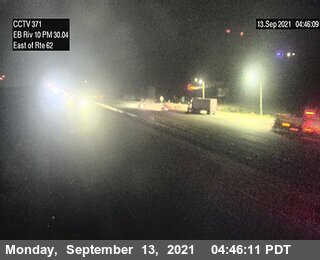 CCTV 371
EB Riv 10 PM 30.04
East of Rte 62
13.Sep 2021 04:46:09
Monday, September 13, 2021 04:46:11 PDT